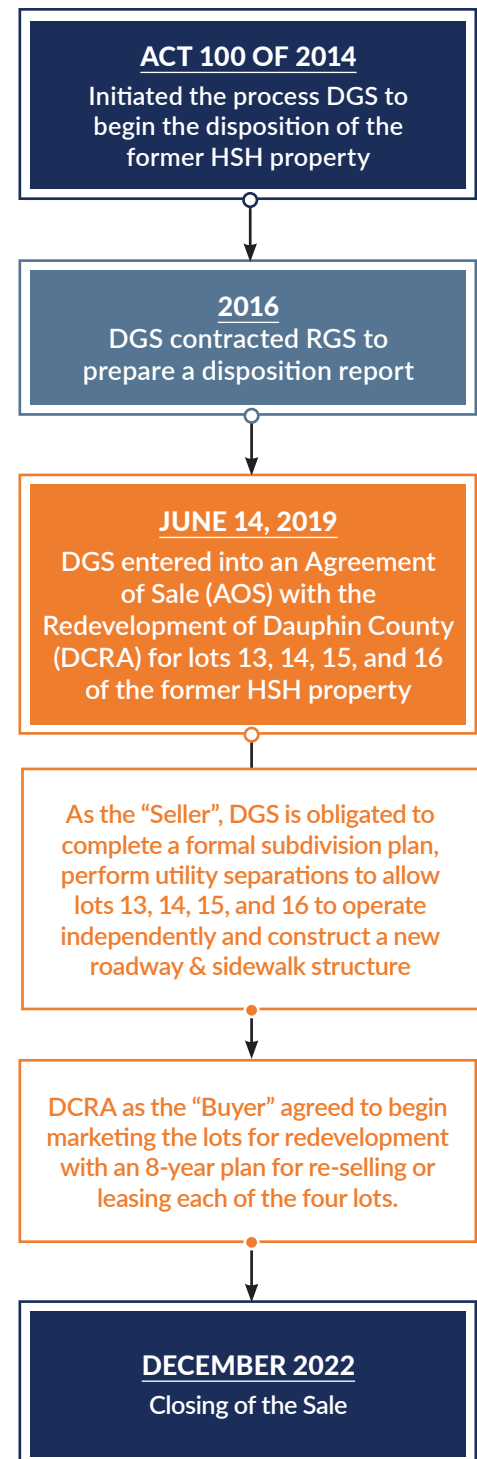 ACT 100 OF 2014
Initiated the process DGS to
begin the disposition of the
former HSH property
2016
DGS contracted RGS to
prepare a disposition report
JUNE 14, 2019
DGS entered into an Agreement
of Sale (AOS) with the
Redevelopment of Dauphin County
(DCRA) for lots 13, 14, 15, and 16
of the former HSH property
As the “Seller”, DGS is obligated to
complete a formal subdivision plan,
perform utility separations to allow
lots 13, 14, 15, and 16 to operate
independently and construct a new
roadway & sidewalk structure
DCRA as the “Buyer” agreed to begin
marketing the lots for redevelopment
with an 8-year plan for re-selling or
leasing each of the four lots.
DECEMBER 2022
Closing of the Sale